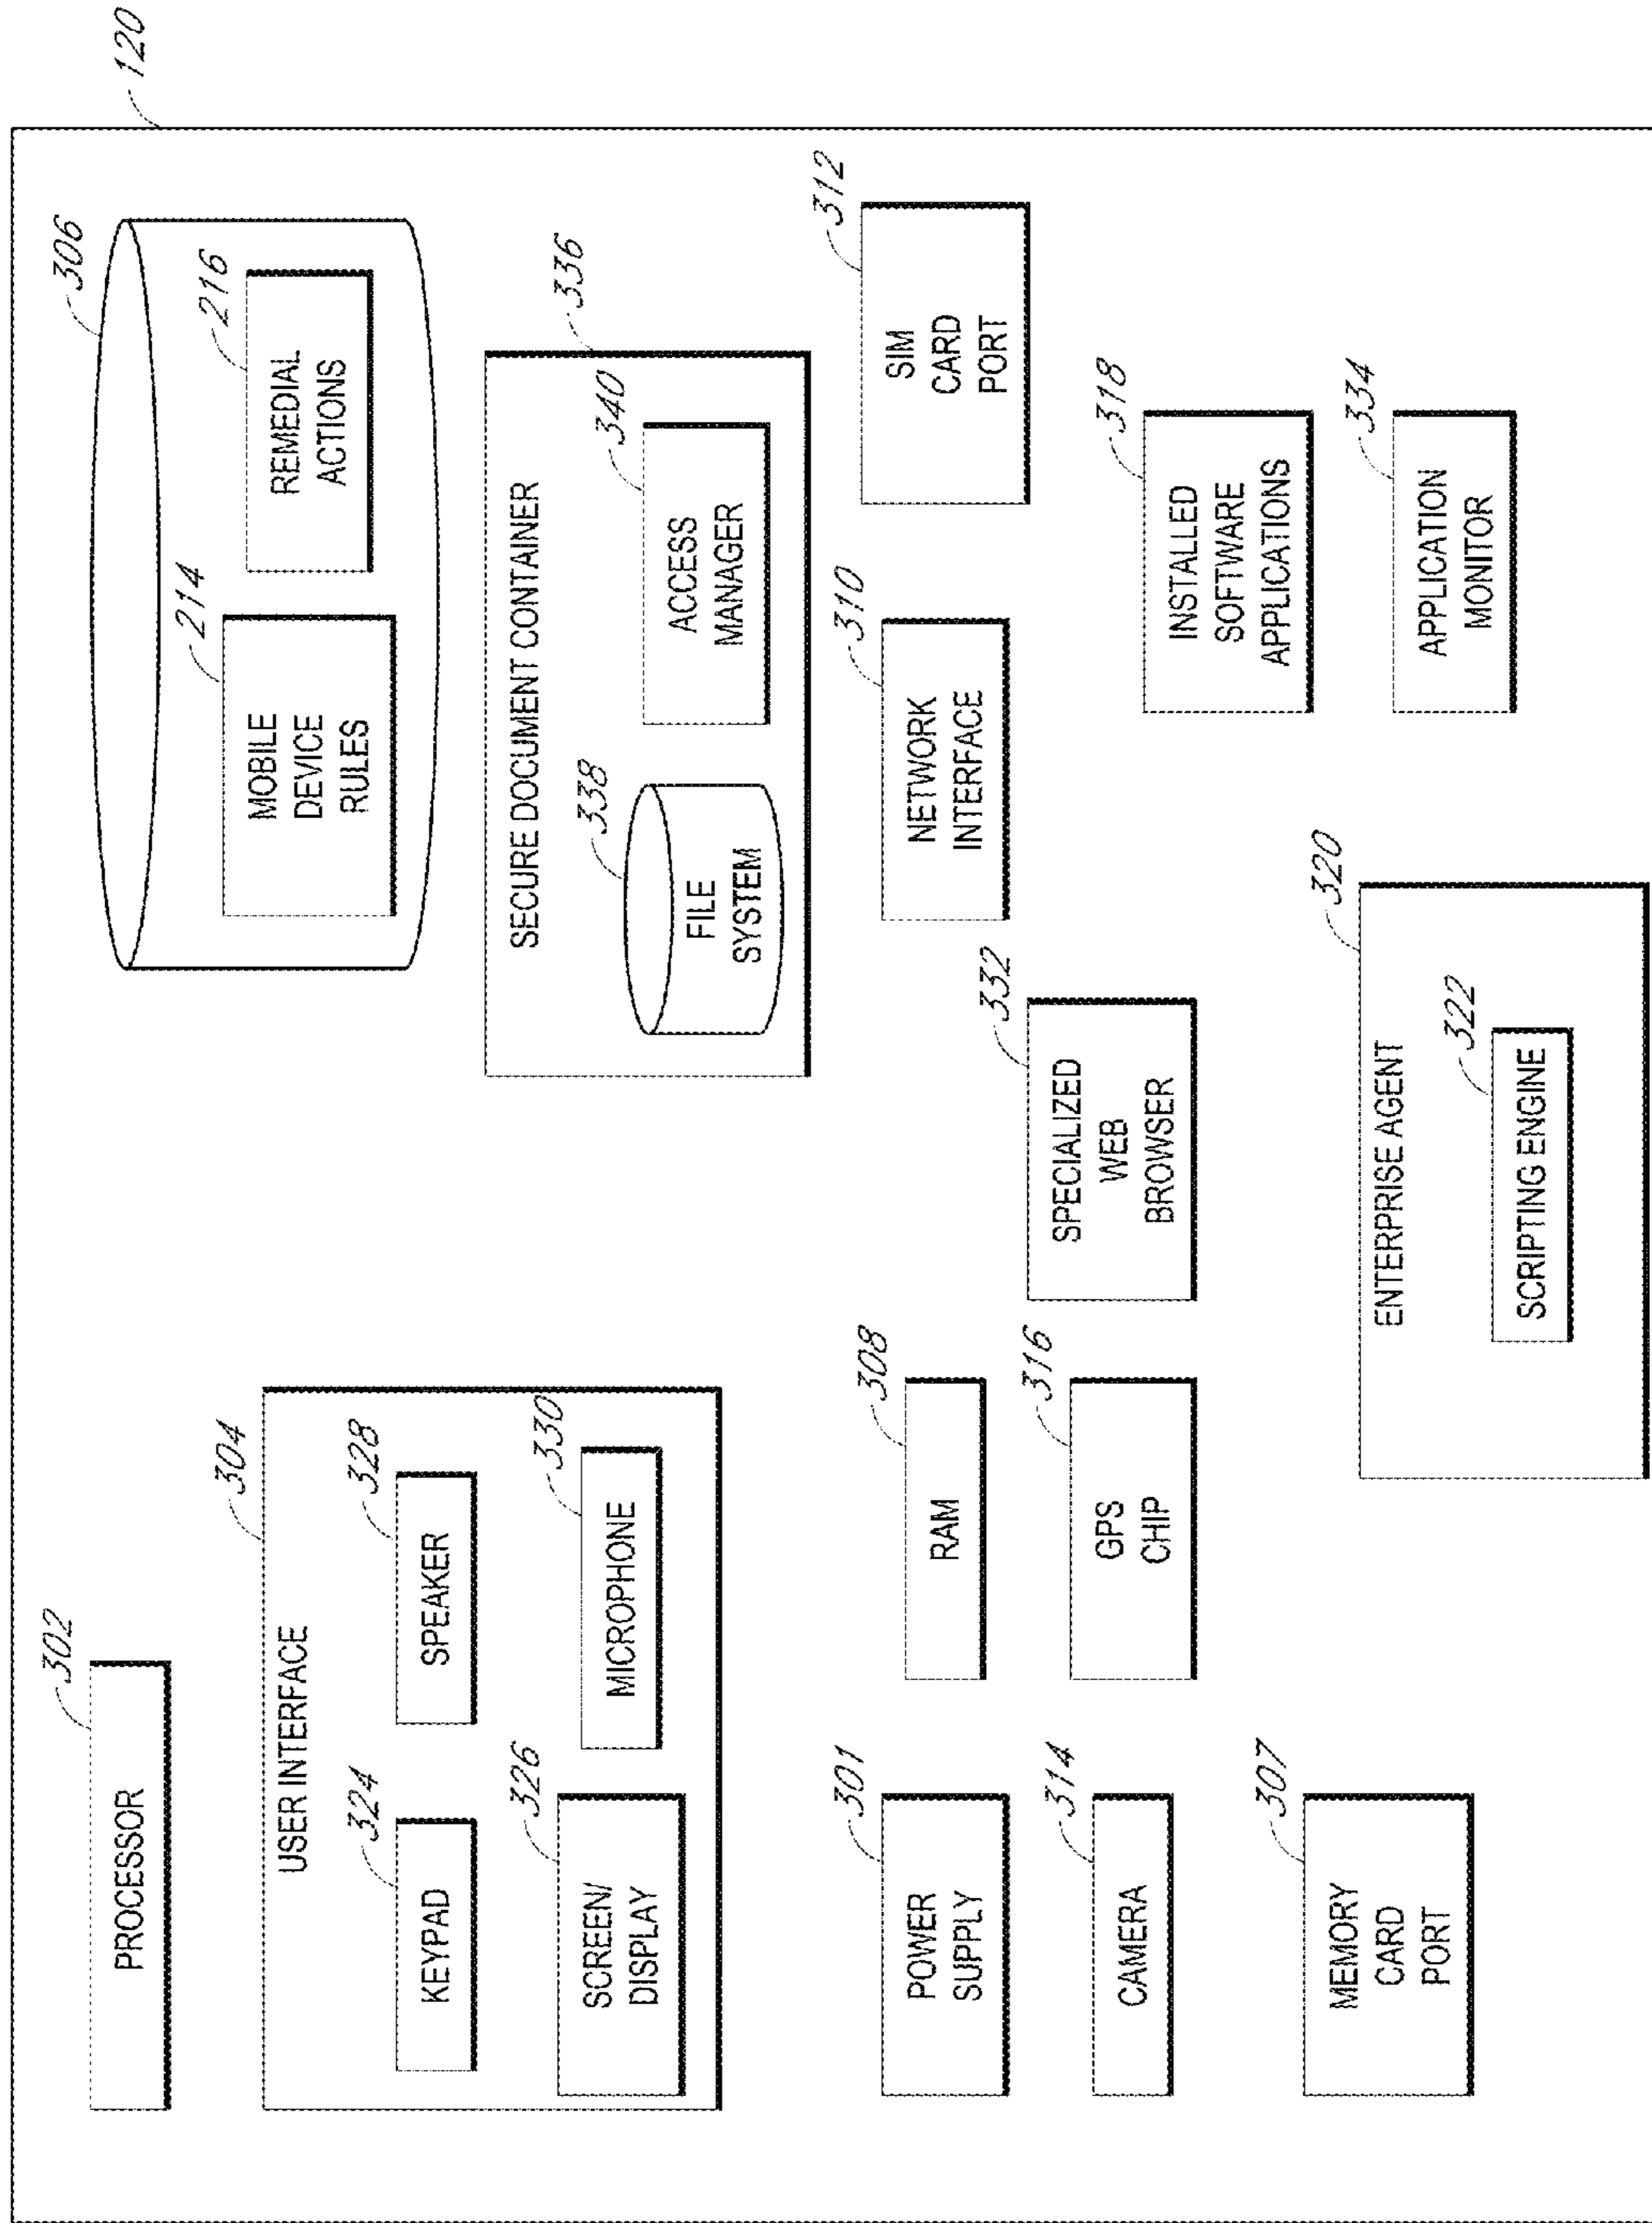 120
302
PROCESSOR
304
USER INTERFACE
324
KEYPAD
328
SPEAKER
326
SCREEN/
DISPLAY
330
MICROPHONE
306
214
MOBILE
DEVICE
RULES
216
REMEDIAL
ACTIONS
336
SECURE DOCUMENT CONTAINER
338
FILE
SYSTEM
340
ACCESS
MANAGER
301
POWER
SUPPLY
308
RAM
310
NETWORK
INTERFACE
312
SIM
CARD
PORT
314
CAMERA
316
GPS
CHIP
332
SPECIALIZED
WEB
BROWSER
318
INSTALLED
SOFTWARE
APPLICATIONS
307
MEMORY
CARD
PORT
320
ENTERPRISE AGENT
322
SCRIPTING ENGINE
334
APPLICATION
MONITOR